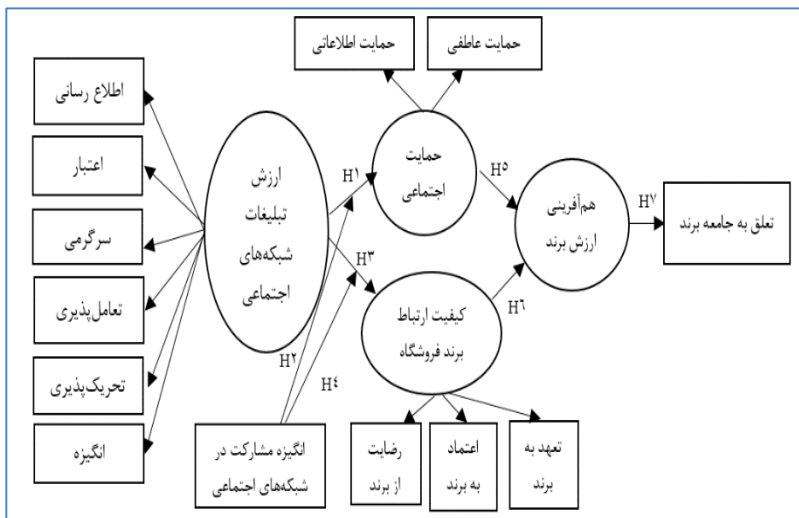 حمایت اطلاعاتی
حمایت عاطفی
اطلاع رسانی
اعتبار
سرگرمی
تعامل‌پذیری
تحریک‌پذیری
انگیزه
ارزش
تبلیغات
شبکه‌های
اجتماعی
حمایت
اجتماعی
H۱
H۵
هم‌آفرینی
ارزش برند
H۷
تعلق به جامعه برند
H۳
کیفیت ارتباط
برند فروشگاه
H۶
H۲
H٤
انگیزه مشارکت در
شبکه‌های اجتماعی
رضایت
از برند
اعتماد
به برند
تعهد به
برند